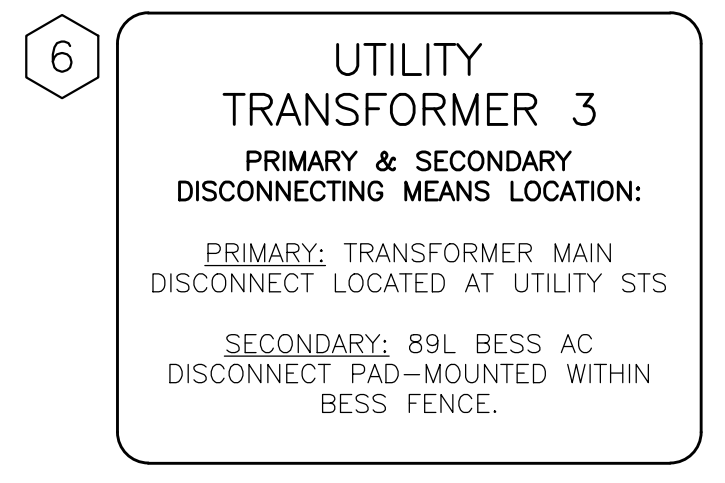 6
UTILITY
TRANSFORMER 3
PRIMARY & SECONDARY
DISCONNECTING MEANS LOCATION:
PRIMARY: TRANSFORMER MAIN
DISCONNECT LOCATED AT UTILITY STS
SECONDARY: 89L BESS AC
DISCONNECT PAD-MOUNTED WITHIN
BESS FENCE.